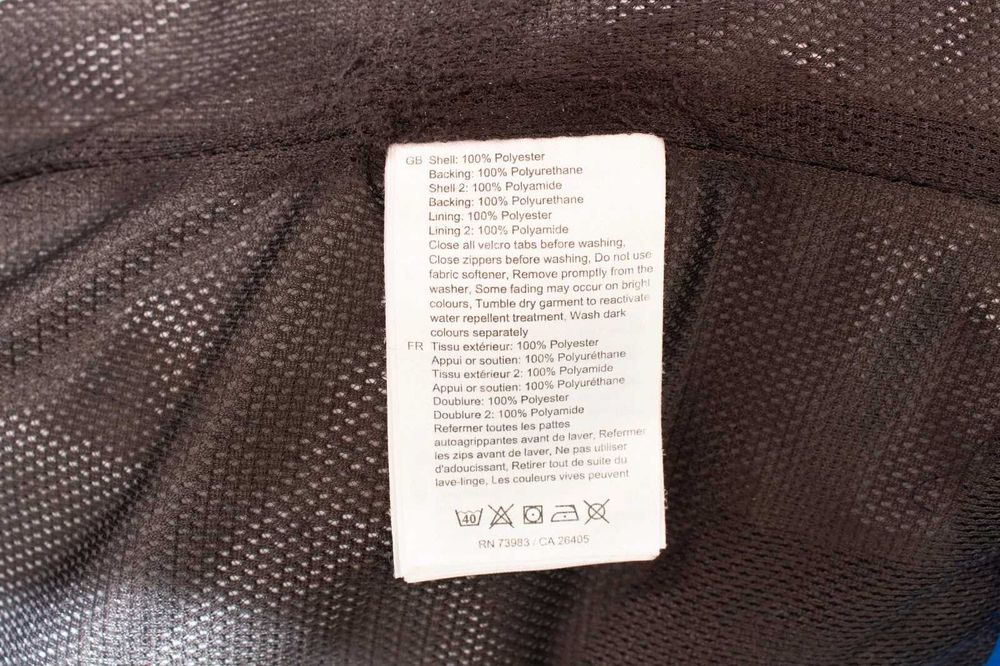 GB Shell: 100% Polyester
Backing: 100% Polyurethane
Shell 2: 100% Polyamide
Backing: 100% Polyurethane
Lining: 100% Polyester
Lining 2: 100% Polyamide
Close all velcro tabs before washing,
Close zippers before washing, Do not use
fabric softener, Remove promptly from the
washer, Some fading may occur on bright
colours, Tumble dry garment to reactivate
water repellent treatment, Wash dark
colours separately
FR Tissu extérieur: 100% Polyester
Appui or soutien: 100% Polyuréthane
Tissu extérieur 2: 100% Polyamide
Appui or soutien: 100% Polyuréthane
Doublure: 100% Polyester
Doublure 2: 100% Polyamide
Refermer toutes les pattes
autoagrippantes avant de laver, Refermer
les zips avant de laver, Ne pas utiliser
d'adoucissant, Retirer tout de suite du
lave-linge, Les couleurs vives peuvent
40
RN 73983 / CA 26405